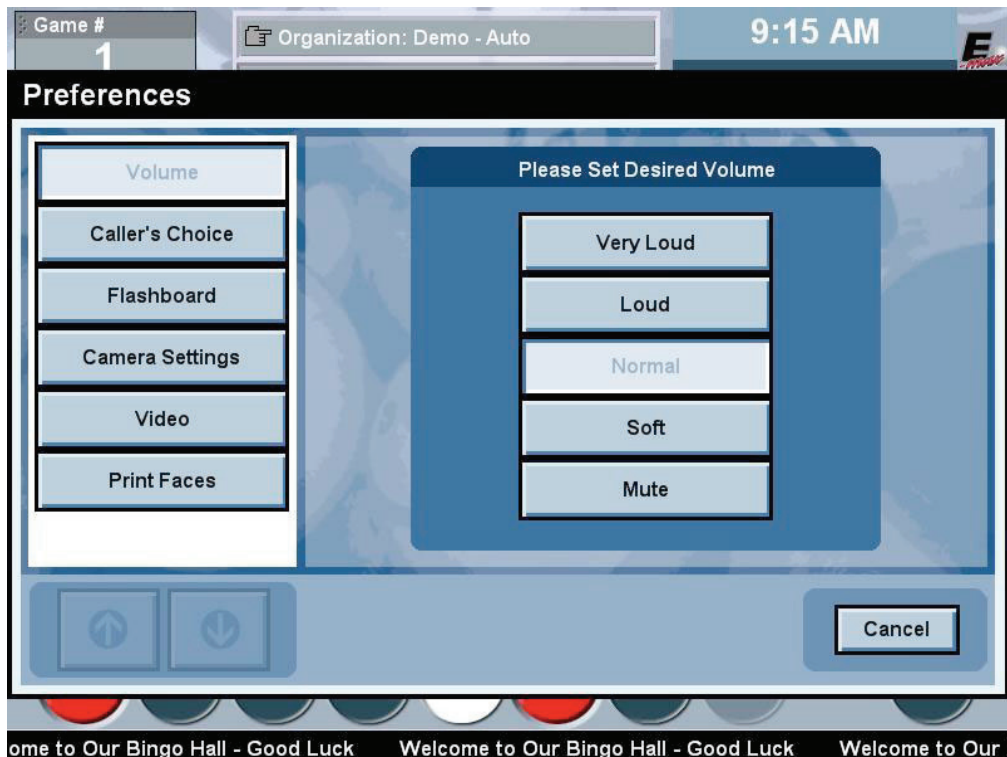 Game #
1
Organization: Demo - Auto
9:15 AM
E
Preferences
Volume
Caller's Choice
Flashboard
Camera Settings
Video
Print Faces
Please Set Desired Volume
Very Loud
Loud
Normal
Soft
Mute
Cancel
ome to Our Bingo Hall - Good Luck Welcome to Our Bingo Hall - Good Luck Welcome to Our